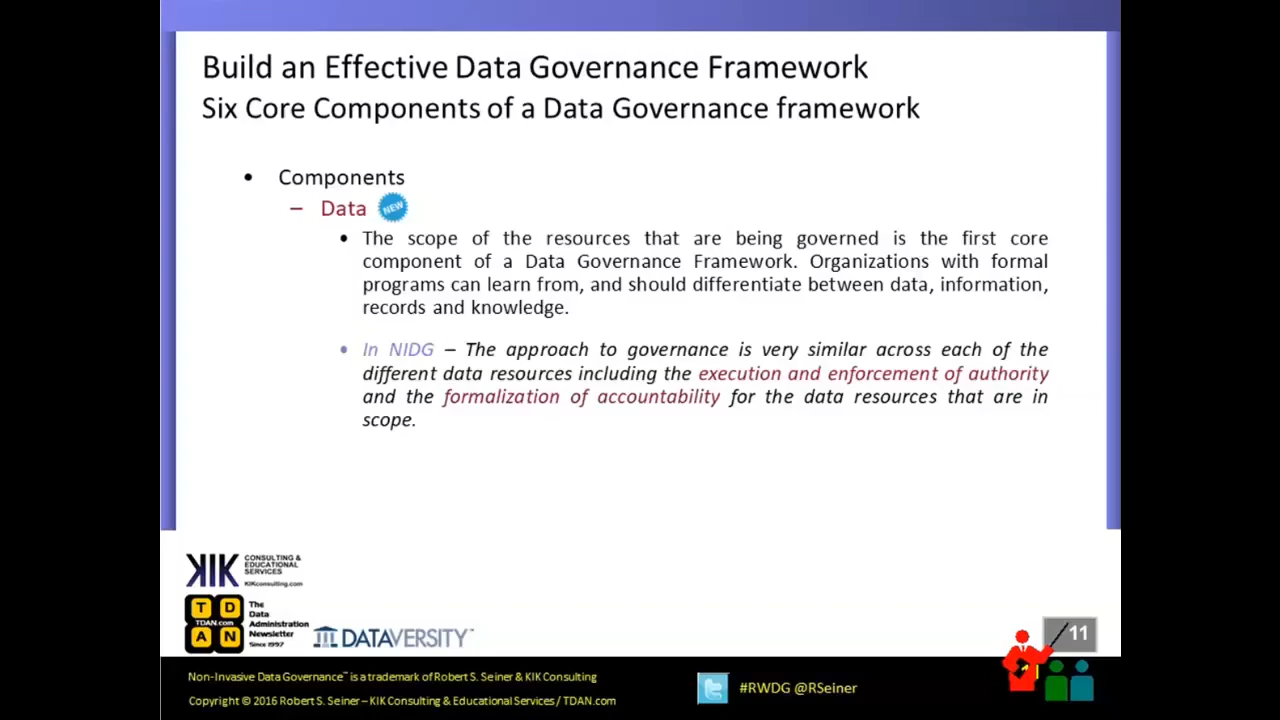 Build an Effective Data Governance Framework
Six Core Components of a Data Governance framework
• Components
– Data NEW
• The scope of the resources that are being governed is the first core
component of a Data Governance Framework. Organizations with formal
programs can learn from, and should differentiate between data, information,
records and knowledge.
• In NIDG – The approach to governance is very similar across each of the
different data resources including the execution and enforcement of authority
and the formalization of accountability for the data resources that are in
scope.
KIK CONSULTING &
EDUCATIONAL
SERVICES
KIKconsulting.com
T D
TDAN.com
A N
The
Data
Administration
Newsletter
Since 1997
DATAVERSITY™
11
Non-Invasive Data Governance™ is a trademark of Robert S. Seiner & KIK Consulting
Copyright © 2016 Robert S. Seiner – KIK Consulting & Educational Services / TDAN.com
#RWDG @RSeiner